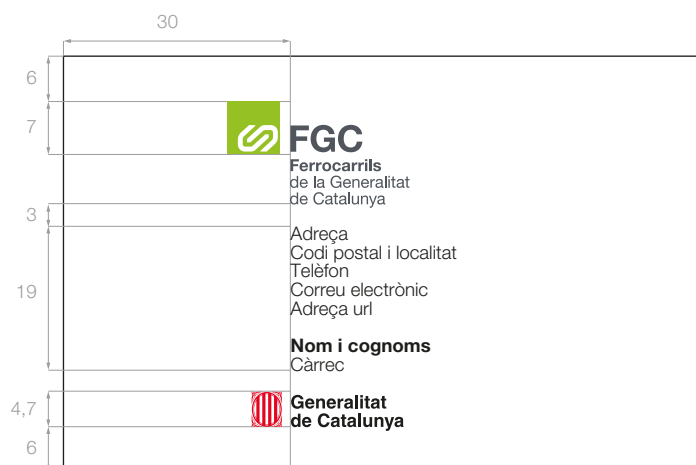 30
6
7
FGC
Ferrocarrils
de la Generalitat
de Catalunya
3
Adreça
Codi postal i localitat
Telèfon
Correu electrònic
Adreça url
19
Nom i cognoms
Càrrec
4,7
Generalitat
de Catalunya
6